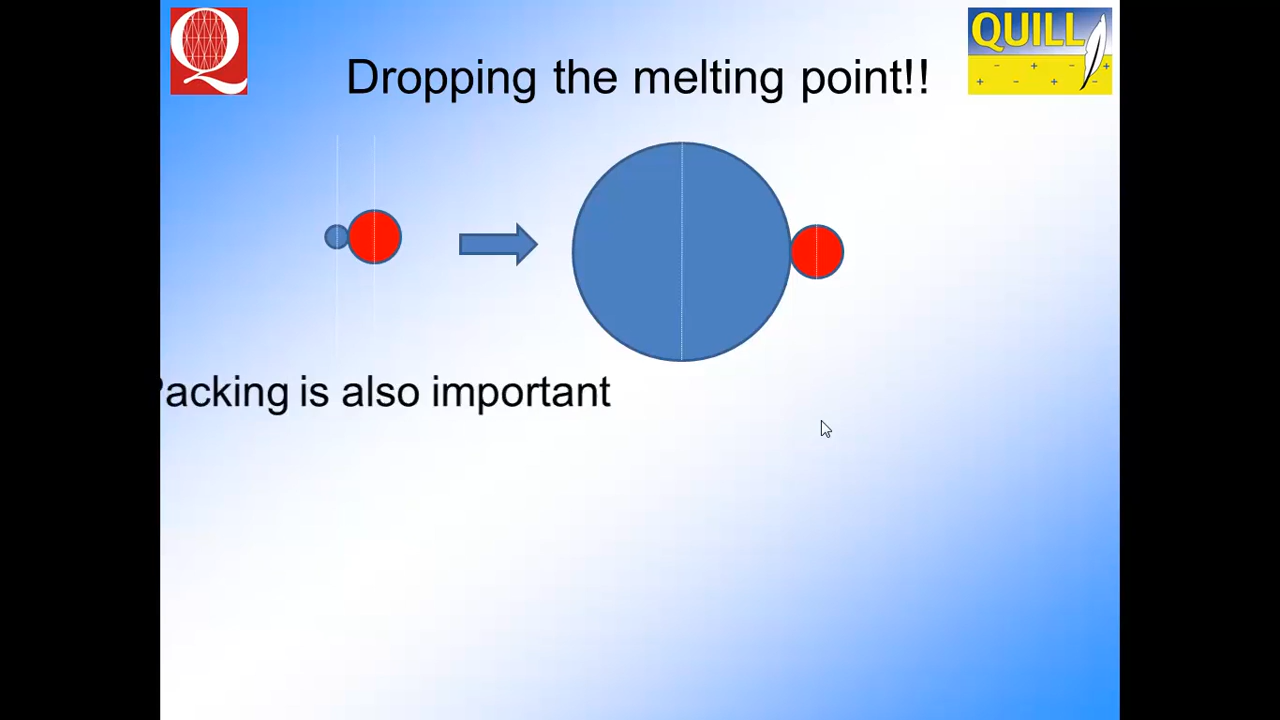 Q
QUILL
Dropping the melting point!!
Packing is also important